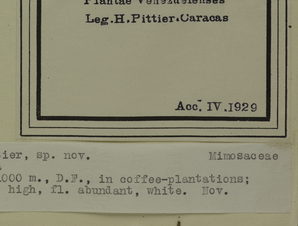 Plantae Venezuelenses
Leg. H. Pittier. Caracas
Acc. IV. 1929
tier, sp. nov. Mimosaceae
000 m., D.F., in coffee-plantations;
high, fl. abundant, white. Nov.